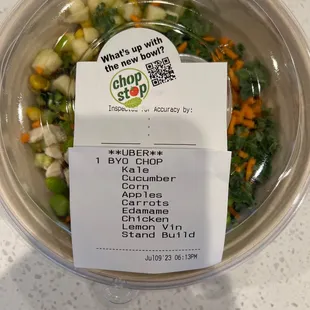 What's up with
the new bowl?
chop
stop
Inspected for Accuracy by:
**UBER**
1 BYO CHOP
Kale
Cucumber
Corn
Apples
Carrots
Edamame
Chicken
Lemon Vin
Stand Build
Jul09'23 06:13PM